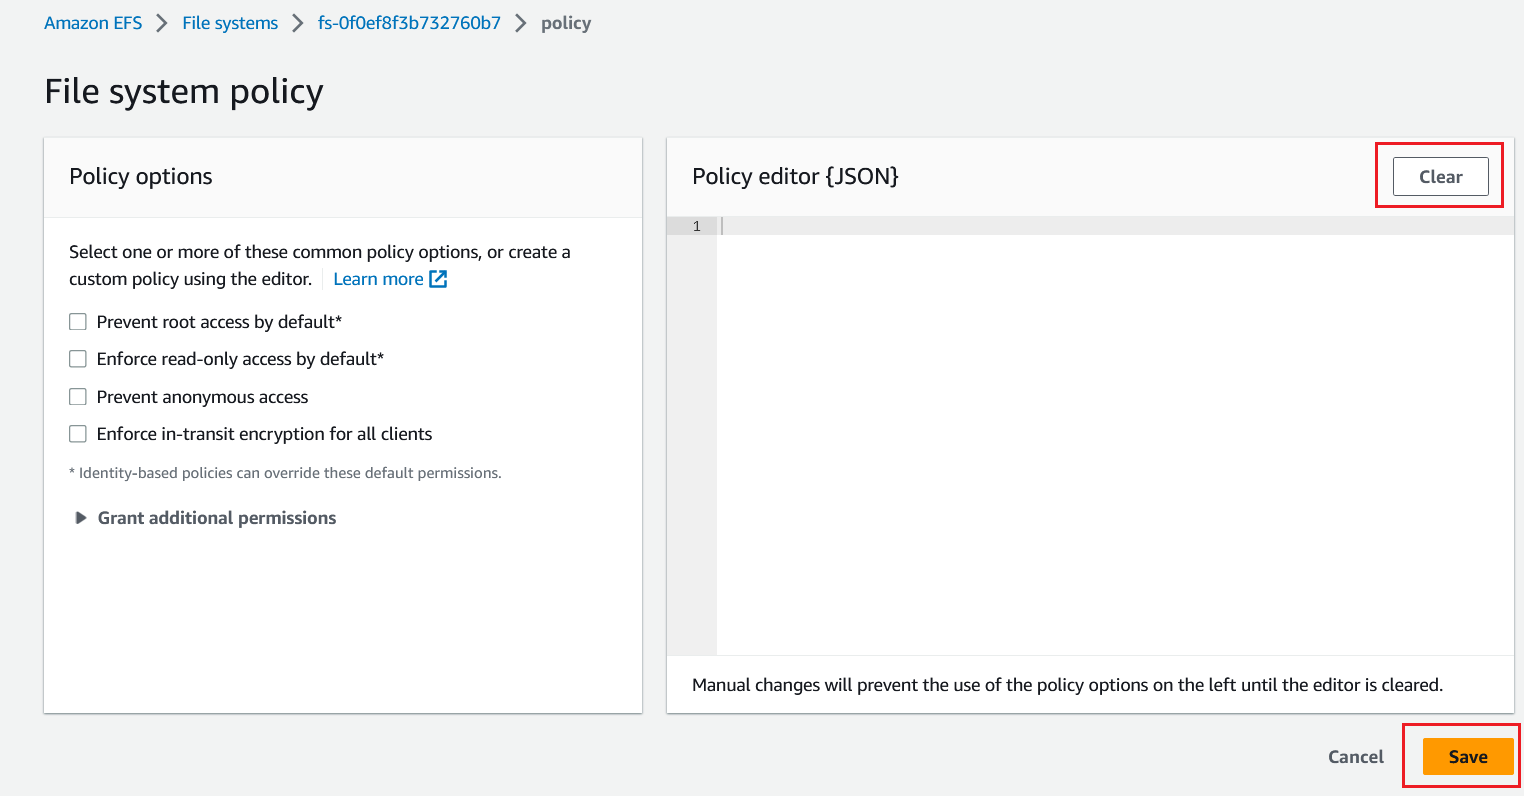 Amazon EFS > File systems > fs-0f0ef8f3b732760b7 > policy
File system policy
Policy options
Select one or more of these common policy options, or create a
custom policy using the editor. Learn more
Prevent root access by default*
Enforce read-only access by default*
Prevent anonymous access
Enforce in-transit encryption for all clients
* Identity-based policies can override these default permissions.
Grant additional permissions
Policy editor {JSON}
Clear
1
Manual changes will prevent the use of the policy options on the left until the editor is cleared.
Cancel
Save